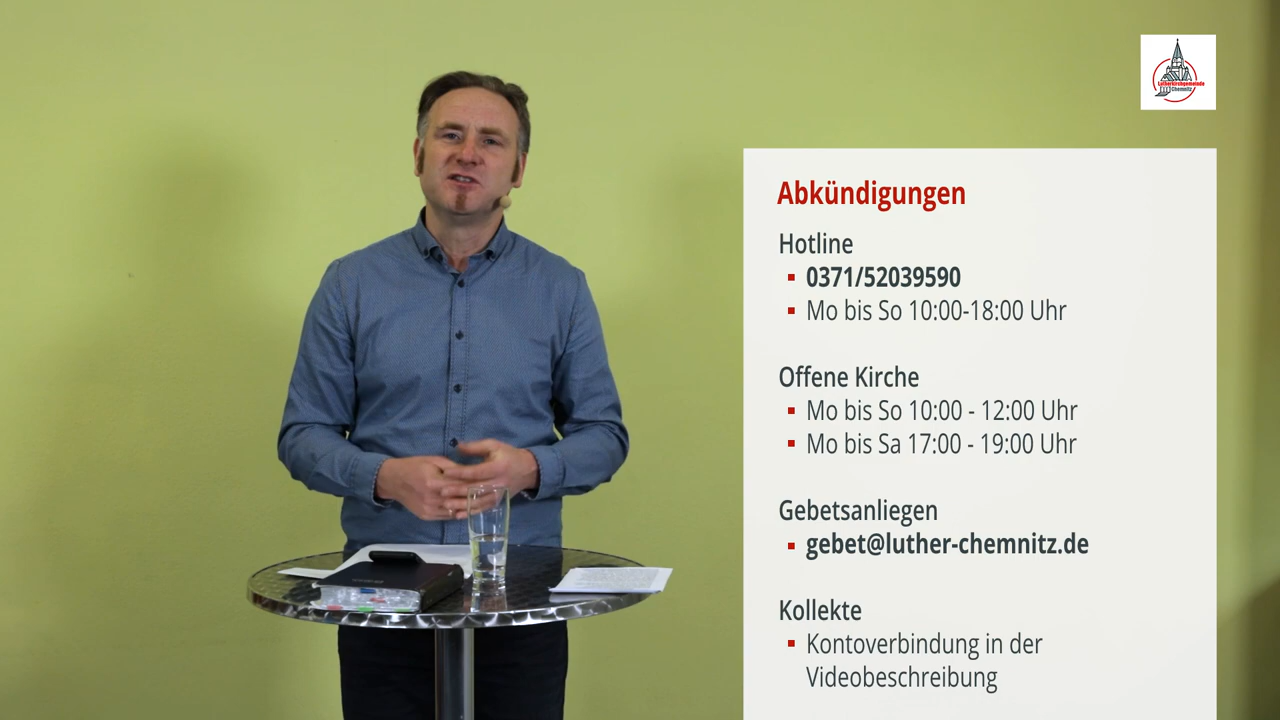 Lutherkirchgemeinde
Chemnitz
Abkündigungen
Hotline
▪ 0371/52039590
▪ Mo bis So 10:00-18:00 Uhr
Offene Kirche
▪ Mo bis So 10:00 - 12:00 Uhr
▪ Mo bis Sa 17:00 - 19:00 Uhr
Gebetsanliegen
▪ gebet@luther-chemnitz.de
Kollekte
▪ Kontoverbindung in der
Videobeschreibung